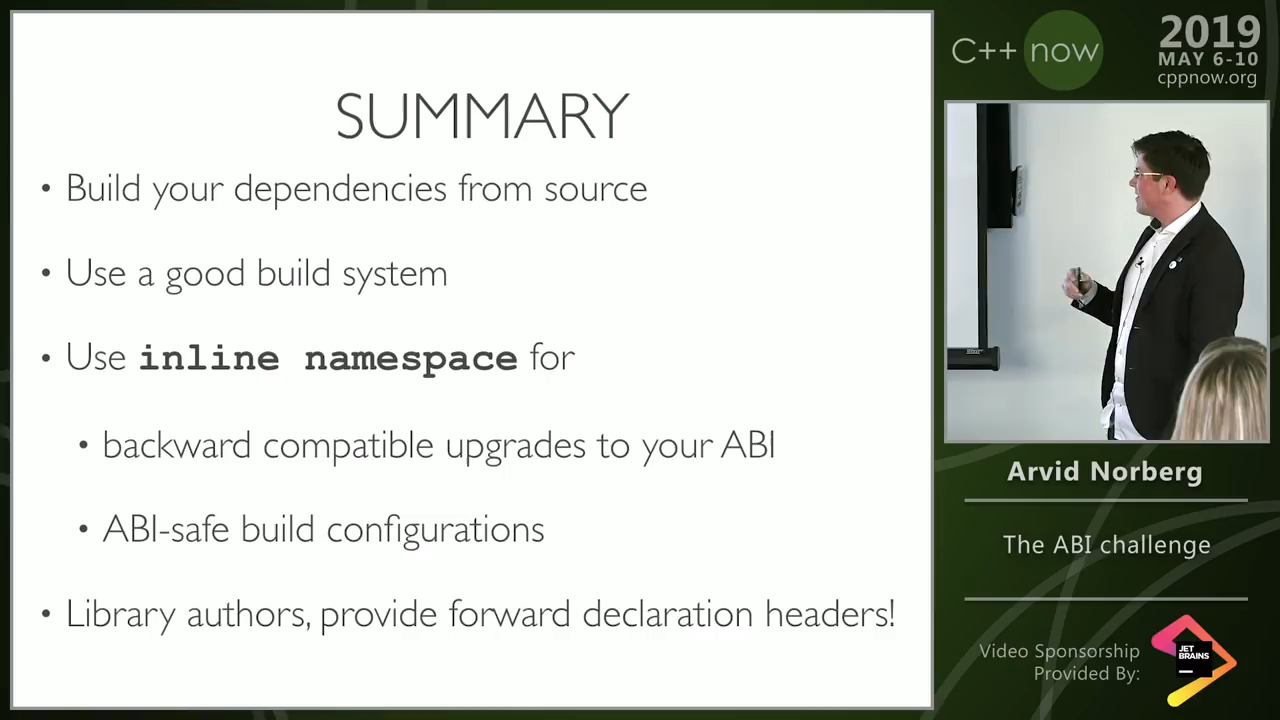 SUMMARY
• Build your dependencies from source
• Use a good build system
• Use inline namespace for
• backward compatible upgrades to your ABI
• ABI-safe build configurations
• Library authors, provide forward declaration headers!
C++ now
2019
MAY 6-10
cppnow.org
Arvid Norberg
The ABI challenge
Video Sponsorship
Provided By:
JET
BRAINS